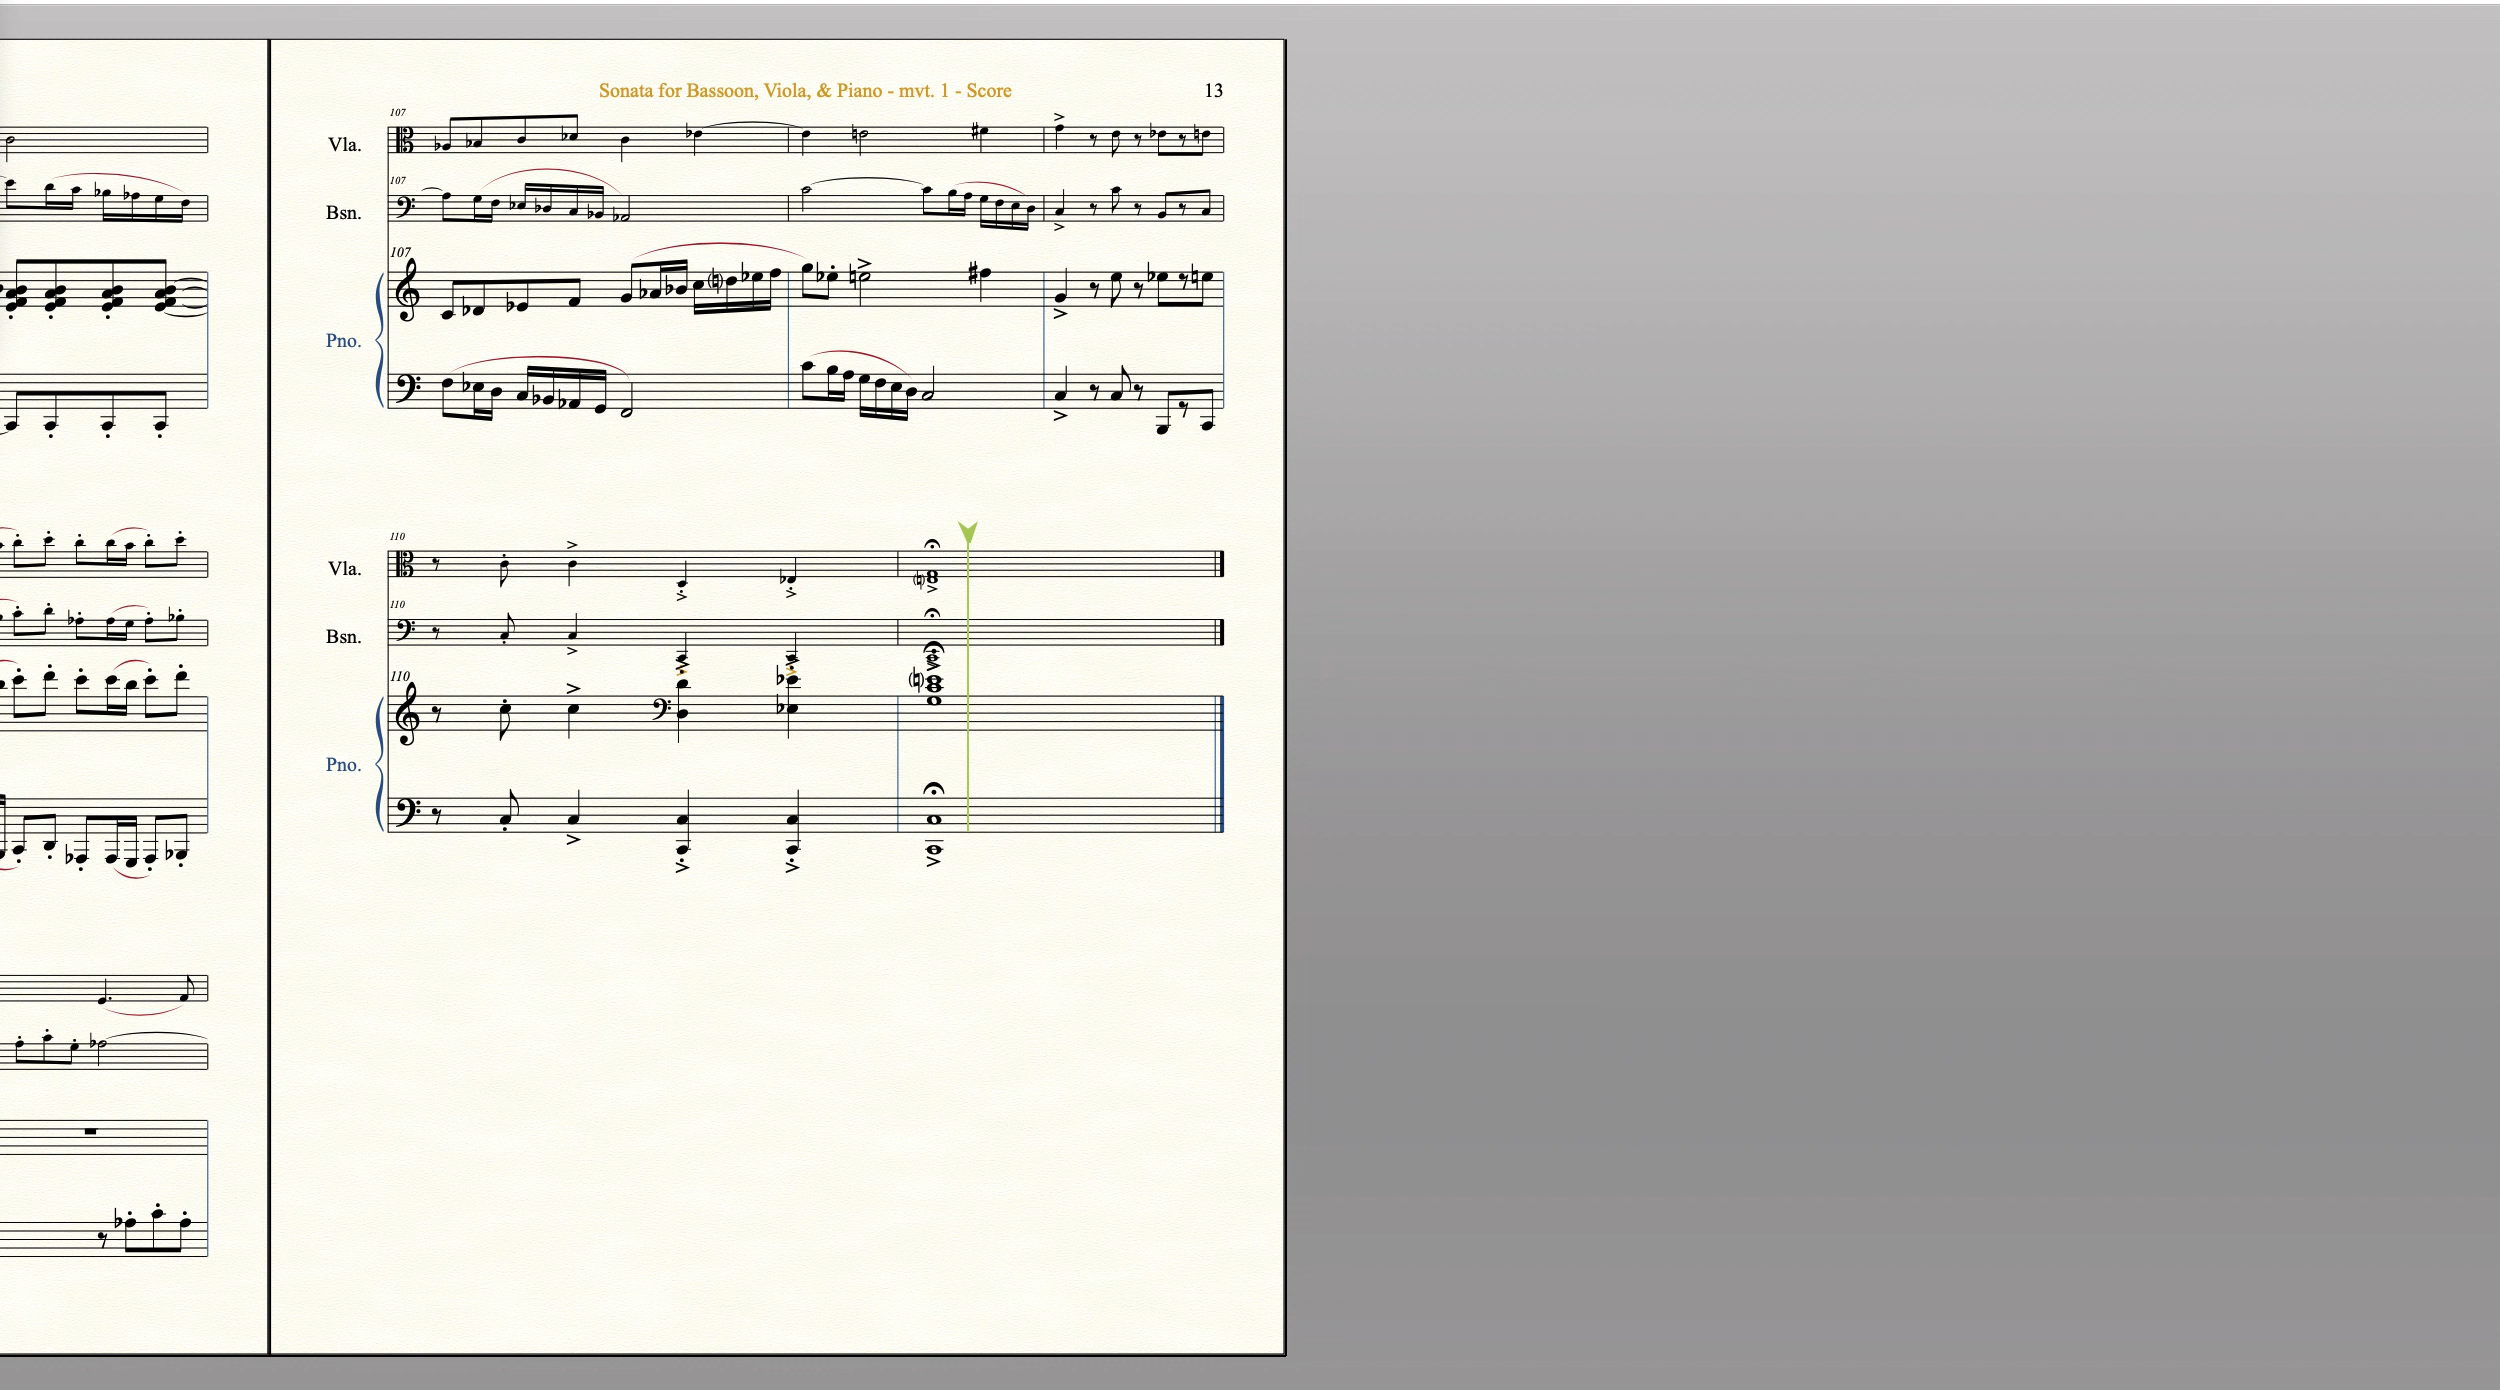 Sonata for Bassoon, Viola, & Piano - mvt. 1 - Score
13
107
Vla.
107
Bsn.
107
Pno.
110
Vla.
110
Bsn.
110
Pno.